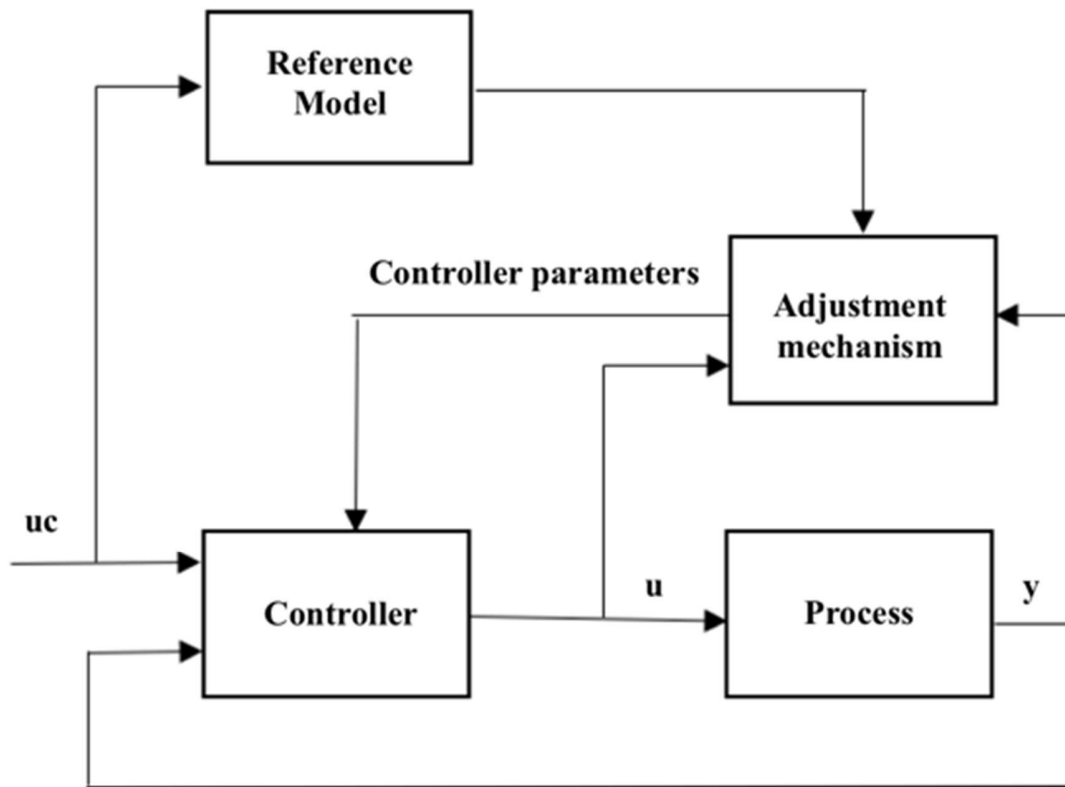 Reference
Model
Controller parameters
Adjustment
mechanism
uc
Controller
u
Process
y